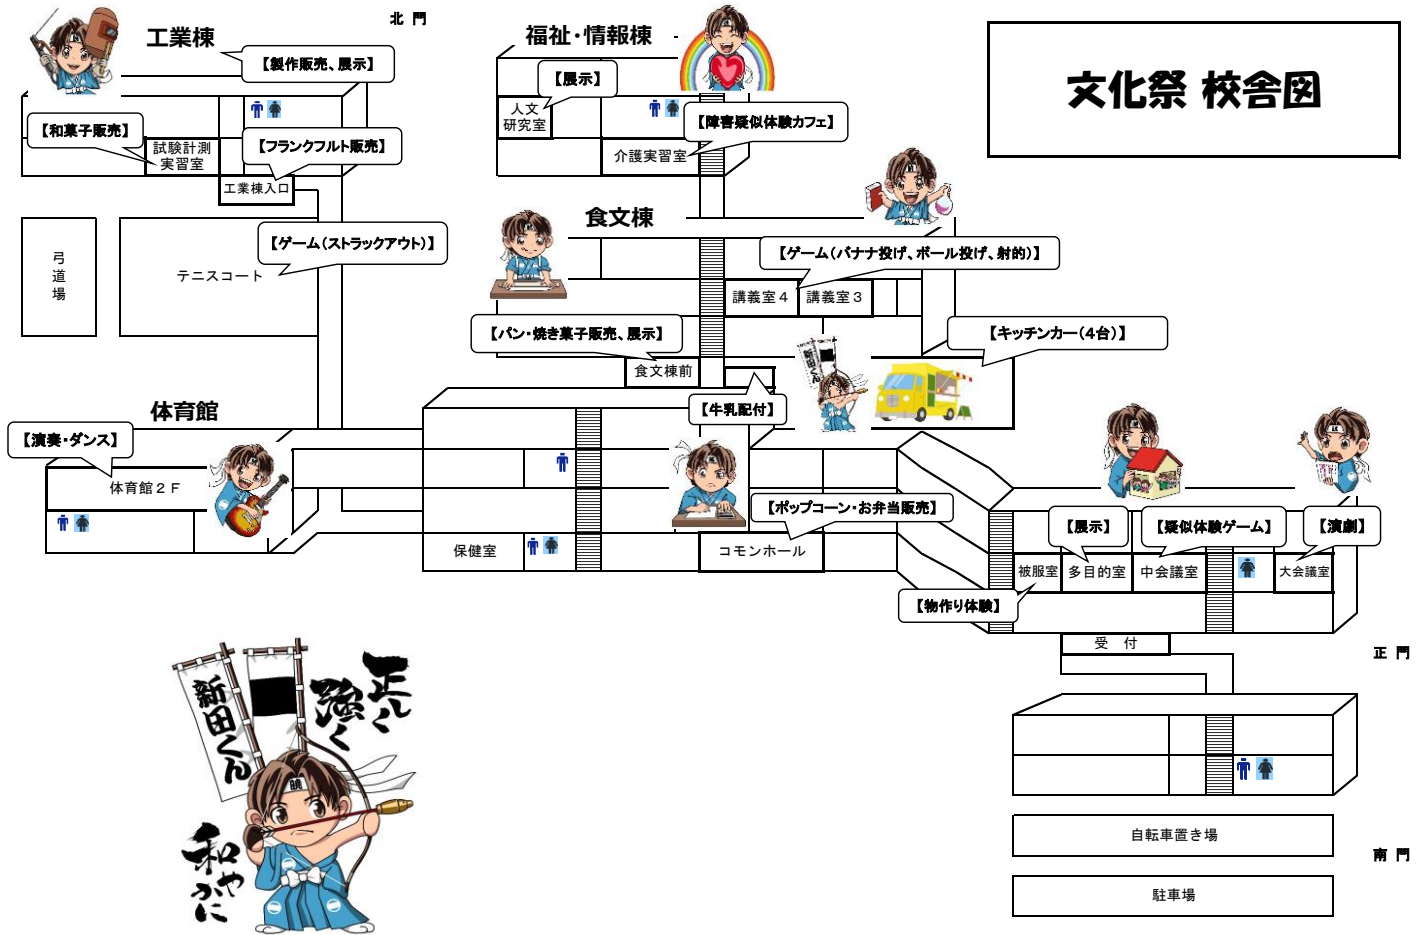 北 門
工業棟
福祉・情報棟
文化祭 校舎図
【製作販売、展示】
【展示】
人文
研究室
【和菓子販売】
試験計測
実習室
【フランクフルト販売】
【障害疑似体験カフェ】
介護実習室
工業棟入口
食文棟
【ゲーム（ストラックアウト）】
【ゲーム（バナナ投げ、ボール投げ、射的）】
弓
道
場
テニスコート
講義室４
講義室３
【パン・焼き菓子販売、展示】
【キッチンカー（４台）】
新田くん
食文棟前
【牛乳配付】
体育館
【演奏・ダンス】
体育館２Ｆ
【ポップコーン・お弁当販売】
【展示】
【疑似体験ゲーム】
【演劇】
保健室
コモンホール
被服室
多目的室
中会議室
大会議室
【物作り体験】
受　付
正 門
正しく
強く
新田くん
暁
和やかに
自転車置き場
南 門
駐車場